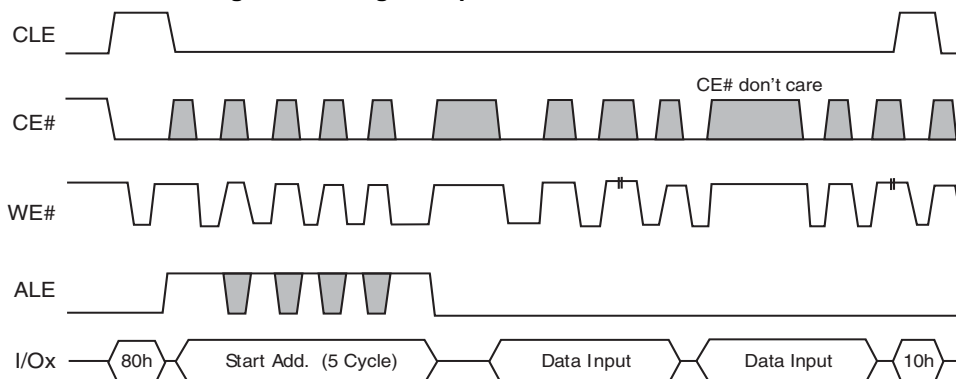 CLE
CE# don't care
CE#
WE#
ALE
I/Ox 80h Start Add. (5 Cycle) Data Input Data Input 10h